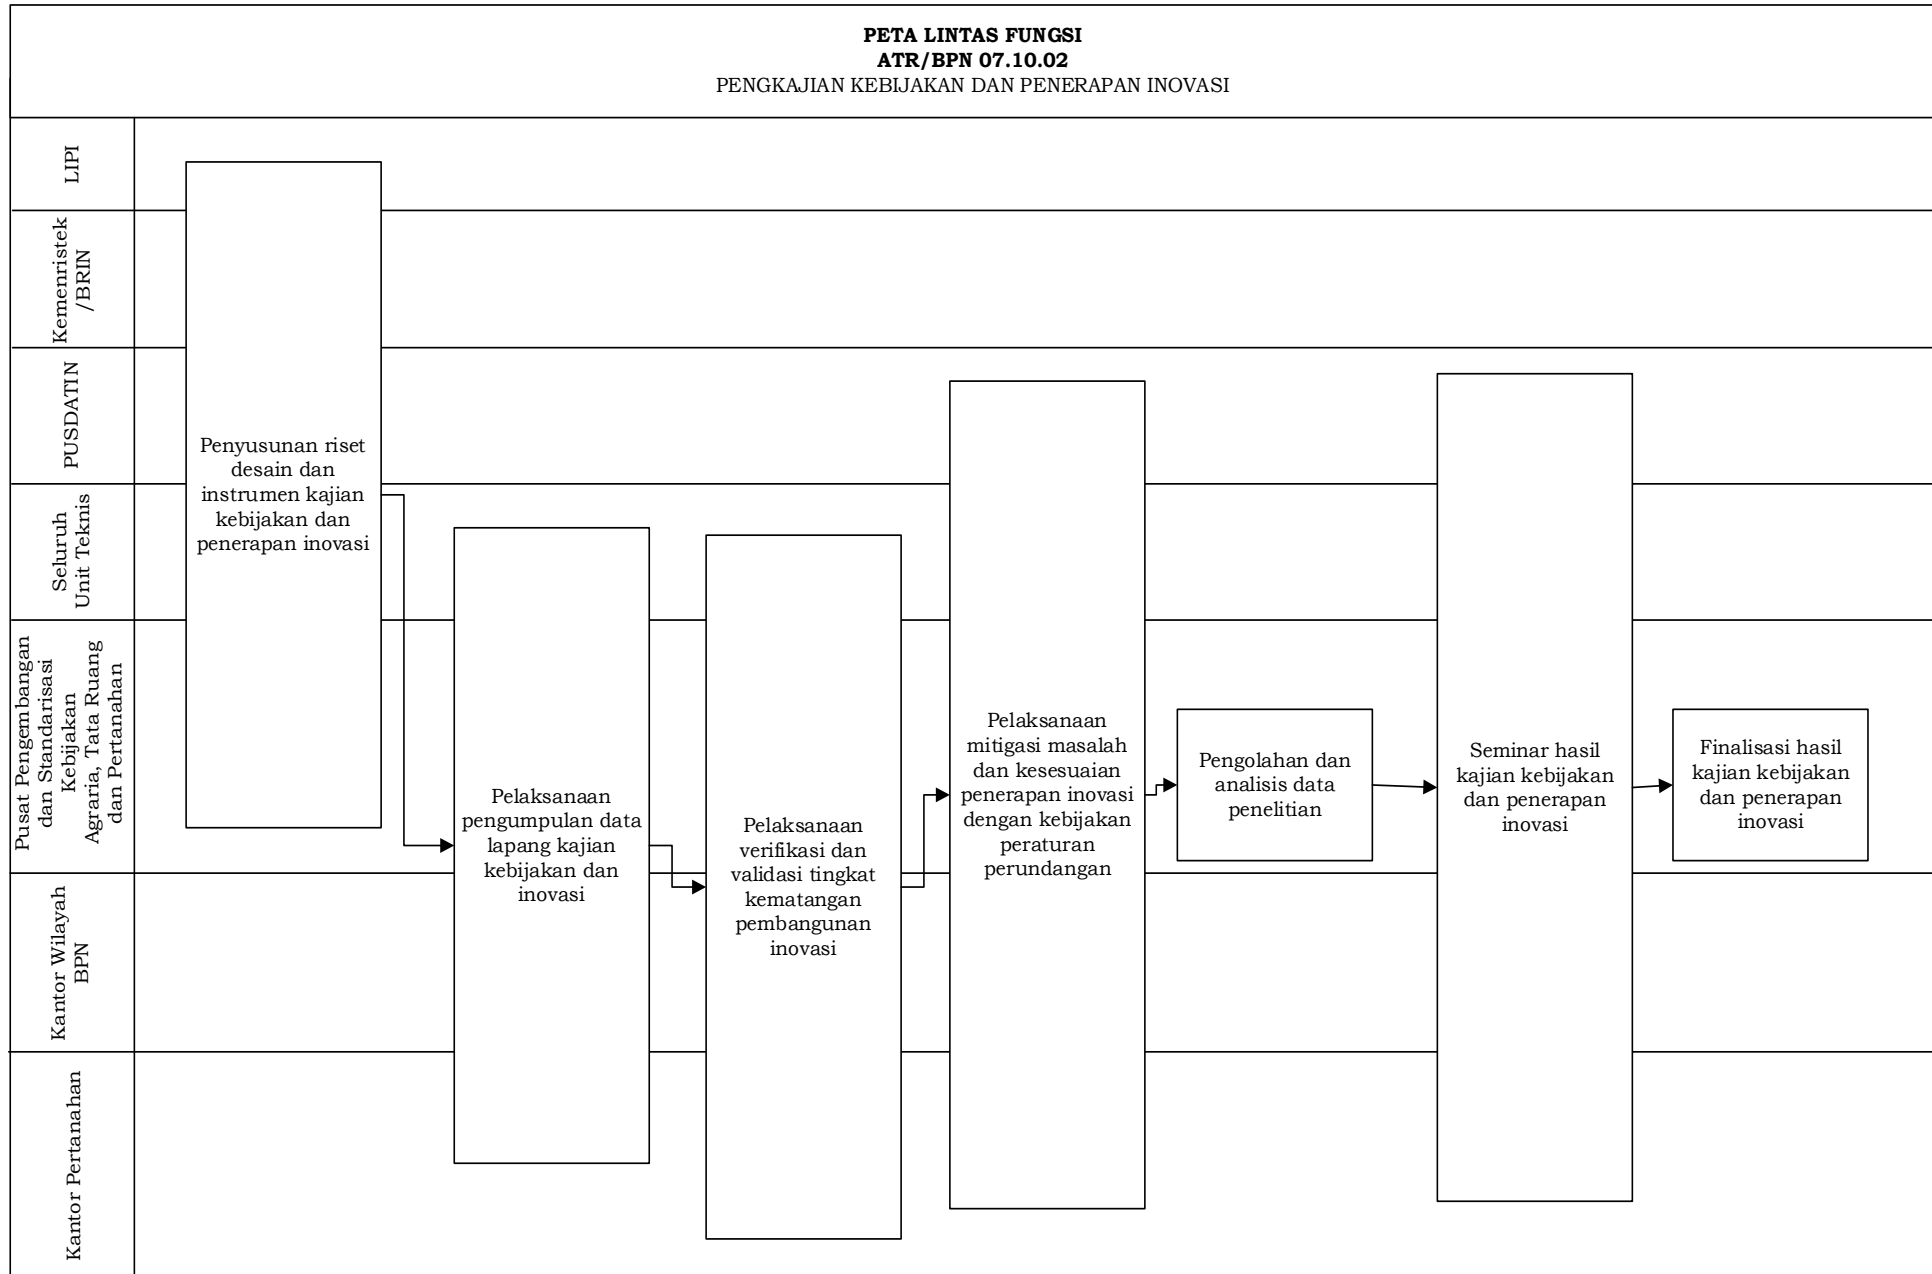 PETA LINTAS FUNGSI
ATR/BPN 07.10.02
PENGKAJIAN KEBIJAKAN DAN PENERAPAN INOVASI
LIPI
Kemenristek
/BRIN
PUSDATIN
Seluruh
Unit Teknis
Pusat Pengembangan
dan Standarisasi
Kebijakan
Agraria, Tata Ruang
dan Pertanahan
Kantor Wilayah
BPN
Kantor Pertanahan
Penyusunan riset
desain dan
instrumen kajian
kebijakan dan
penerapan inovasi
Pelaksanaan
pengumpulan data
lapang kajian
kebijakan dan
inovasi
Pelaksanaan
verifikasi dan
validasi tingkat
kematangan
pembangunan
inovasi
Pelaksanaan
mitigasi masalah
dan kesesuaian
penerapan inovasi
dengan kebijakan
peraturan
perundangan
Pengolahan dan
analisis data
penelitian
Seminar hasil
kajian kebijakan
dan penerapan
inovasi
Finalisasi hasil
kajian kebijakan
dan penerapan
inovasi